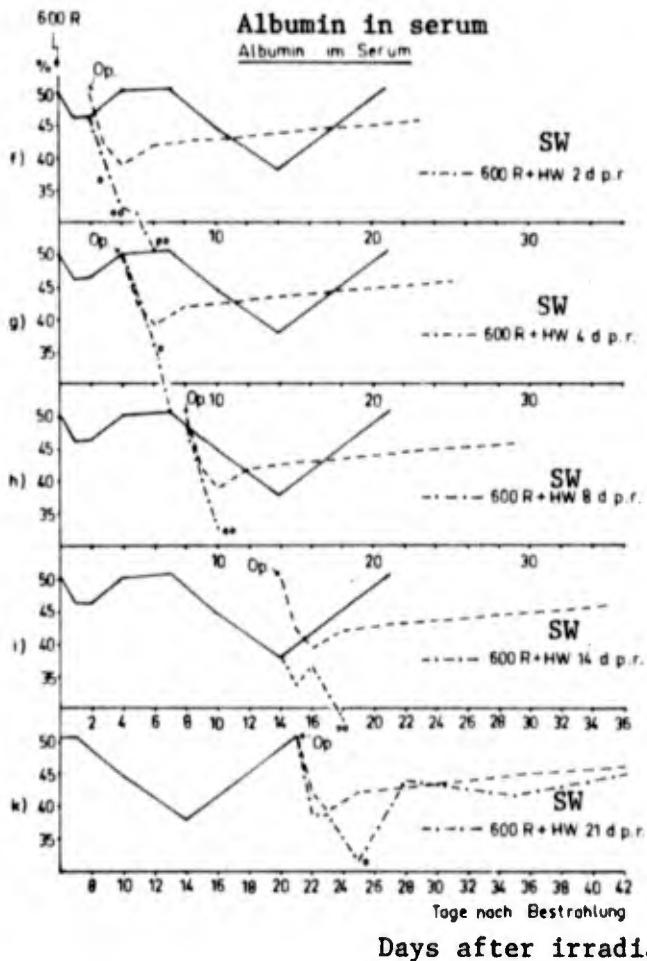 600 R
Albumin in serum
Albumin im Serum
%
Op.
50
45
40
35
f)
SW
600 R + HW 2 d p.r
10 20 30
Op.
50
45
40
35
g)
SW
600 R + HW 4 d p.r.
10 20 30
Op
50
45
40
35
h)
SW
600 R + HW 8 d p.r.
10 20 30
Op
50
45
40
35
i)
SW
600 R + HW 14 d p.r.
2 4 6 8 10 12 14 16 18 20 22 24 26 28 30 32 34 36
Op
50
45
40
35
k)
SW
600 R + HW 21 d p.r.
8 10 12 14 16 18 20 22 24 26 28 30 32 34 36 38 40 42
Tage nach Bestrahlung
Days after irradia